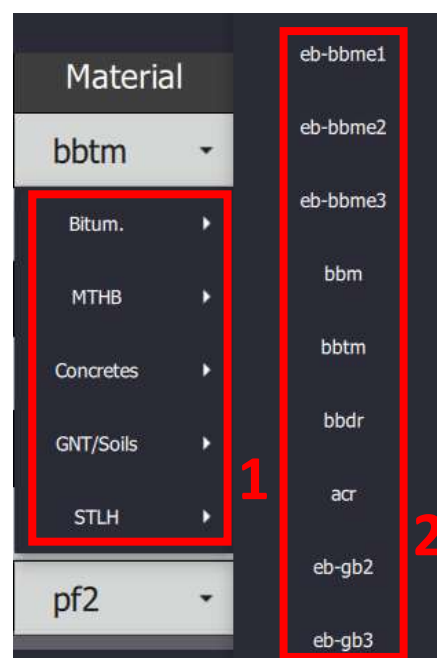 Material
bbtm
Bitum.
MTHB
Concretes
GNT/Soils
STLH
pf2
1
eb-bbme1
eb-bbme2
eb-bbme3
bbm
bbtm
bbdr
acr
eb-gb2
eb-gb3
2